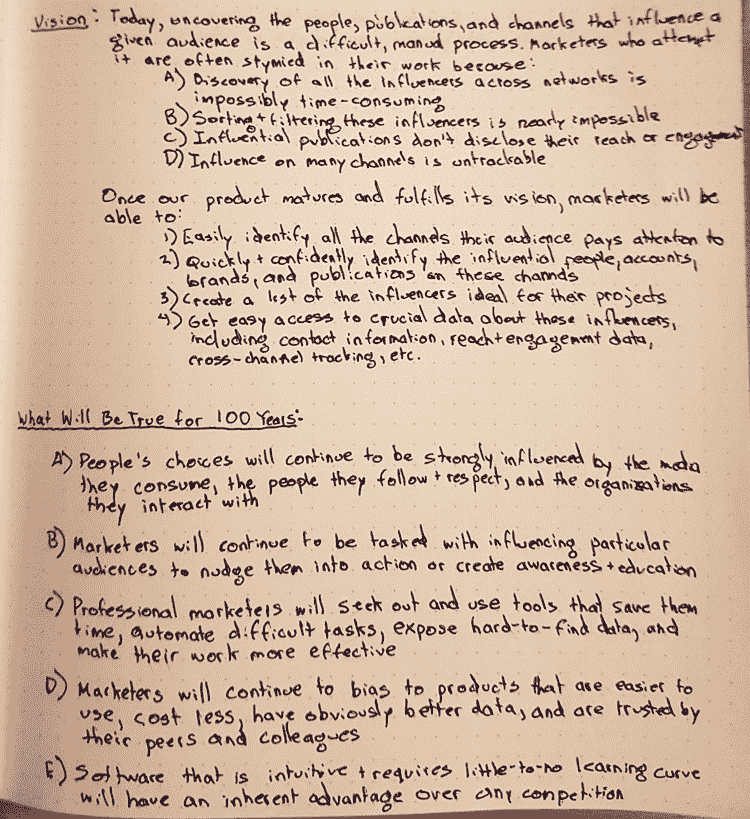 Vision: Today, uncovering the people, publications, and channels that influence a
given audience is a difficult, manual process. Marketers who attempt
it are often stymied in their work because:
A) Discovery of all the influencers across networks is
impossibly time-consuming
B) Sorting + filtering these influencers is nearly impossible
C) Influential publications don't disclose their reach or engagement
D) Influence on many channels is untrackable
Once our product matures and fulfills its vision, marketers will be
able to:
1) Easily identify all the channels their audience pays attention to
2) Quickly + confidently identify the influential people, accounts,
brands, and publications on these channels
3) Create a list of the influencers ideal for their projects
4) Get easy access to crucial data about these influencers,
including contact information, reach + engagement data,
cross-channel tracking, etc.
What Will Be True for 100 Years:
A) People's choices will continue to be strongly influenced by the media
they consume, the people they follow + respect, and the organizations
they interact with
B) Marketers will continue to be tasked with influencing particular
audiences to nudge them into action or create awareness + education
C) Professional marketers will seek out and use tools that save them
time, automate difficult tasks, expose hard-to-find data, and
make their work more effective
D) Marketers will continue to bias to products that are easier to
use, cost less, have obviously better data, and are trusted by
their peers and colleagues
E) Software that is intuitive + requires little-to-no learning curve
will have an inherent advantage over any competition